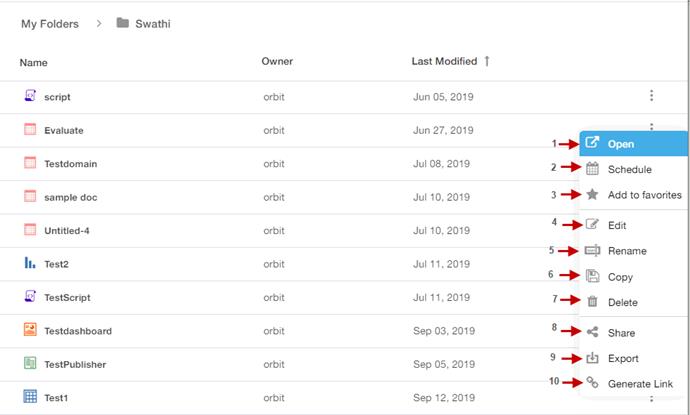 My Folders > Swathi
Name Owner Last Modified ↑
script orbit Jun 05, 2019
Evaluate orbit Jun 27, 2019
1 Open
Testdomain orbit Jul 08, 2019
2 Schedule
sample doc orbit Jul 10, 2019
3 Add to favorites
Untitled-4 orbit Jul 10, 2019
4 Edit
5 Rename
Test2 orbit Jul 11, 2019
6 Copy
TestScript orbit Jul 11, 2019
7 Delete
Testdashboard orbit Sep 03, 2019
8 Share
TestPublisher orbit Sep 05, 2019
9 Export
10 Generate Link
Test1 orbit Sep 12, 2019